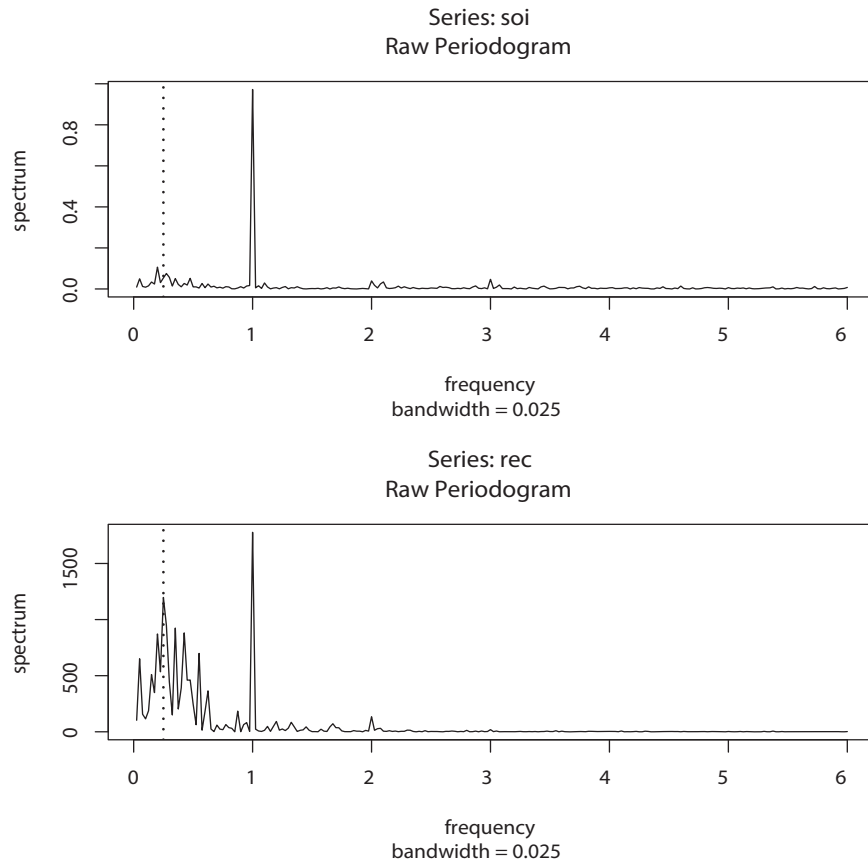 Series: soi
Raw Periodogram
spectrum
0.0 0.4 0.8
0 1 2 3 4 5 6
frequency
bandwidth = 0.025
Series: rec
Raw Periodogram
spectrum
0 500 1500
0 1 2 3 4 5 6
frequency
bandwidth = 0.025